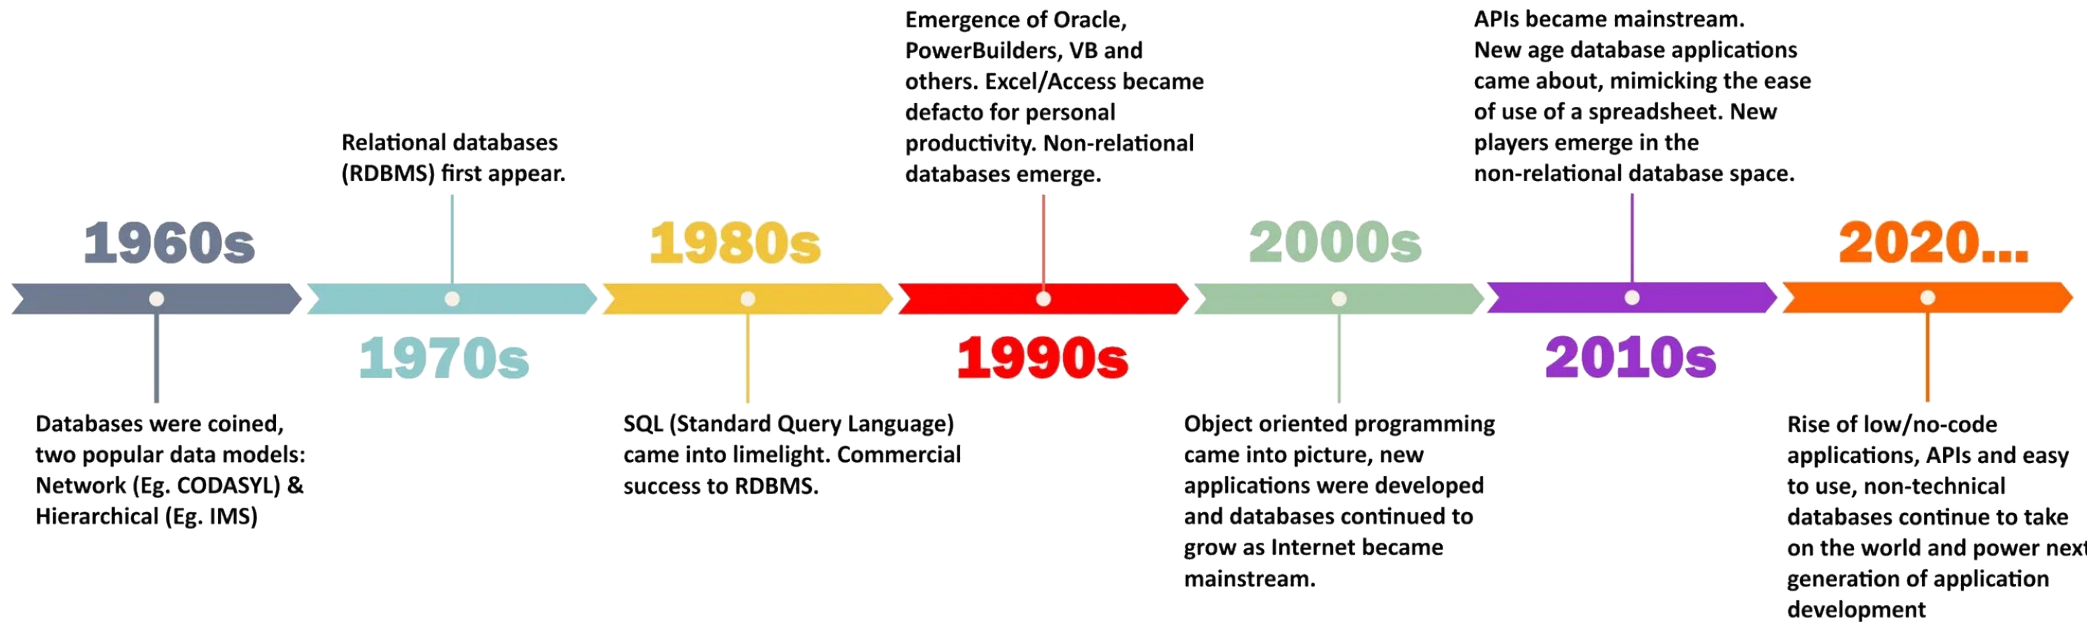 1960s
Databases were coined,
two popular data models:
Network (Eg. CODASYL) &
Hierarchical (Eg. IMS)
Relational databases
(RDBMS) first appear.
1970s
1980s
SQL (Standard Query Language)
came into limelight. Commercial
success to RDBMS.
Emergence of Oracle,
PowerBuilders, VB and
others. Excel/Access became
defacto for personal
productivity. Non-relational
databases emerge.
1990s
2000s
Object oriented programming
came into picture, new
applications were developed
and databases continued to
grow as Internet became
mainstream.
APIs became mainstream.
New age database applications
came about, mimicking the ease
of use of a spreadsheet. New
players emerge in the
non-relational database space.
2010s
2020...
Rise of low/no-code
applications, APIs and easy
to use, non-technical
databases continue to take
on the world and power next
generation of application
development